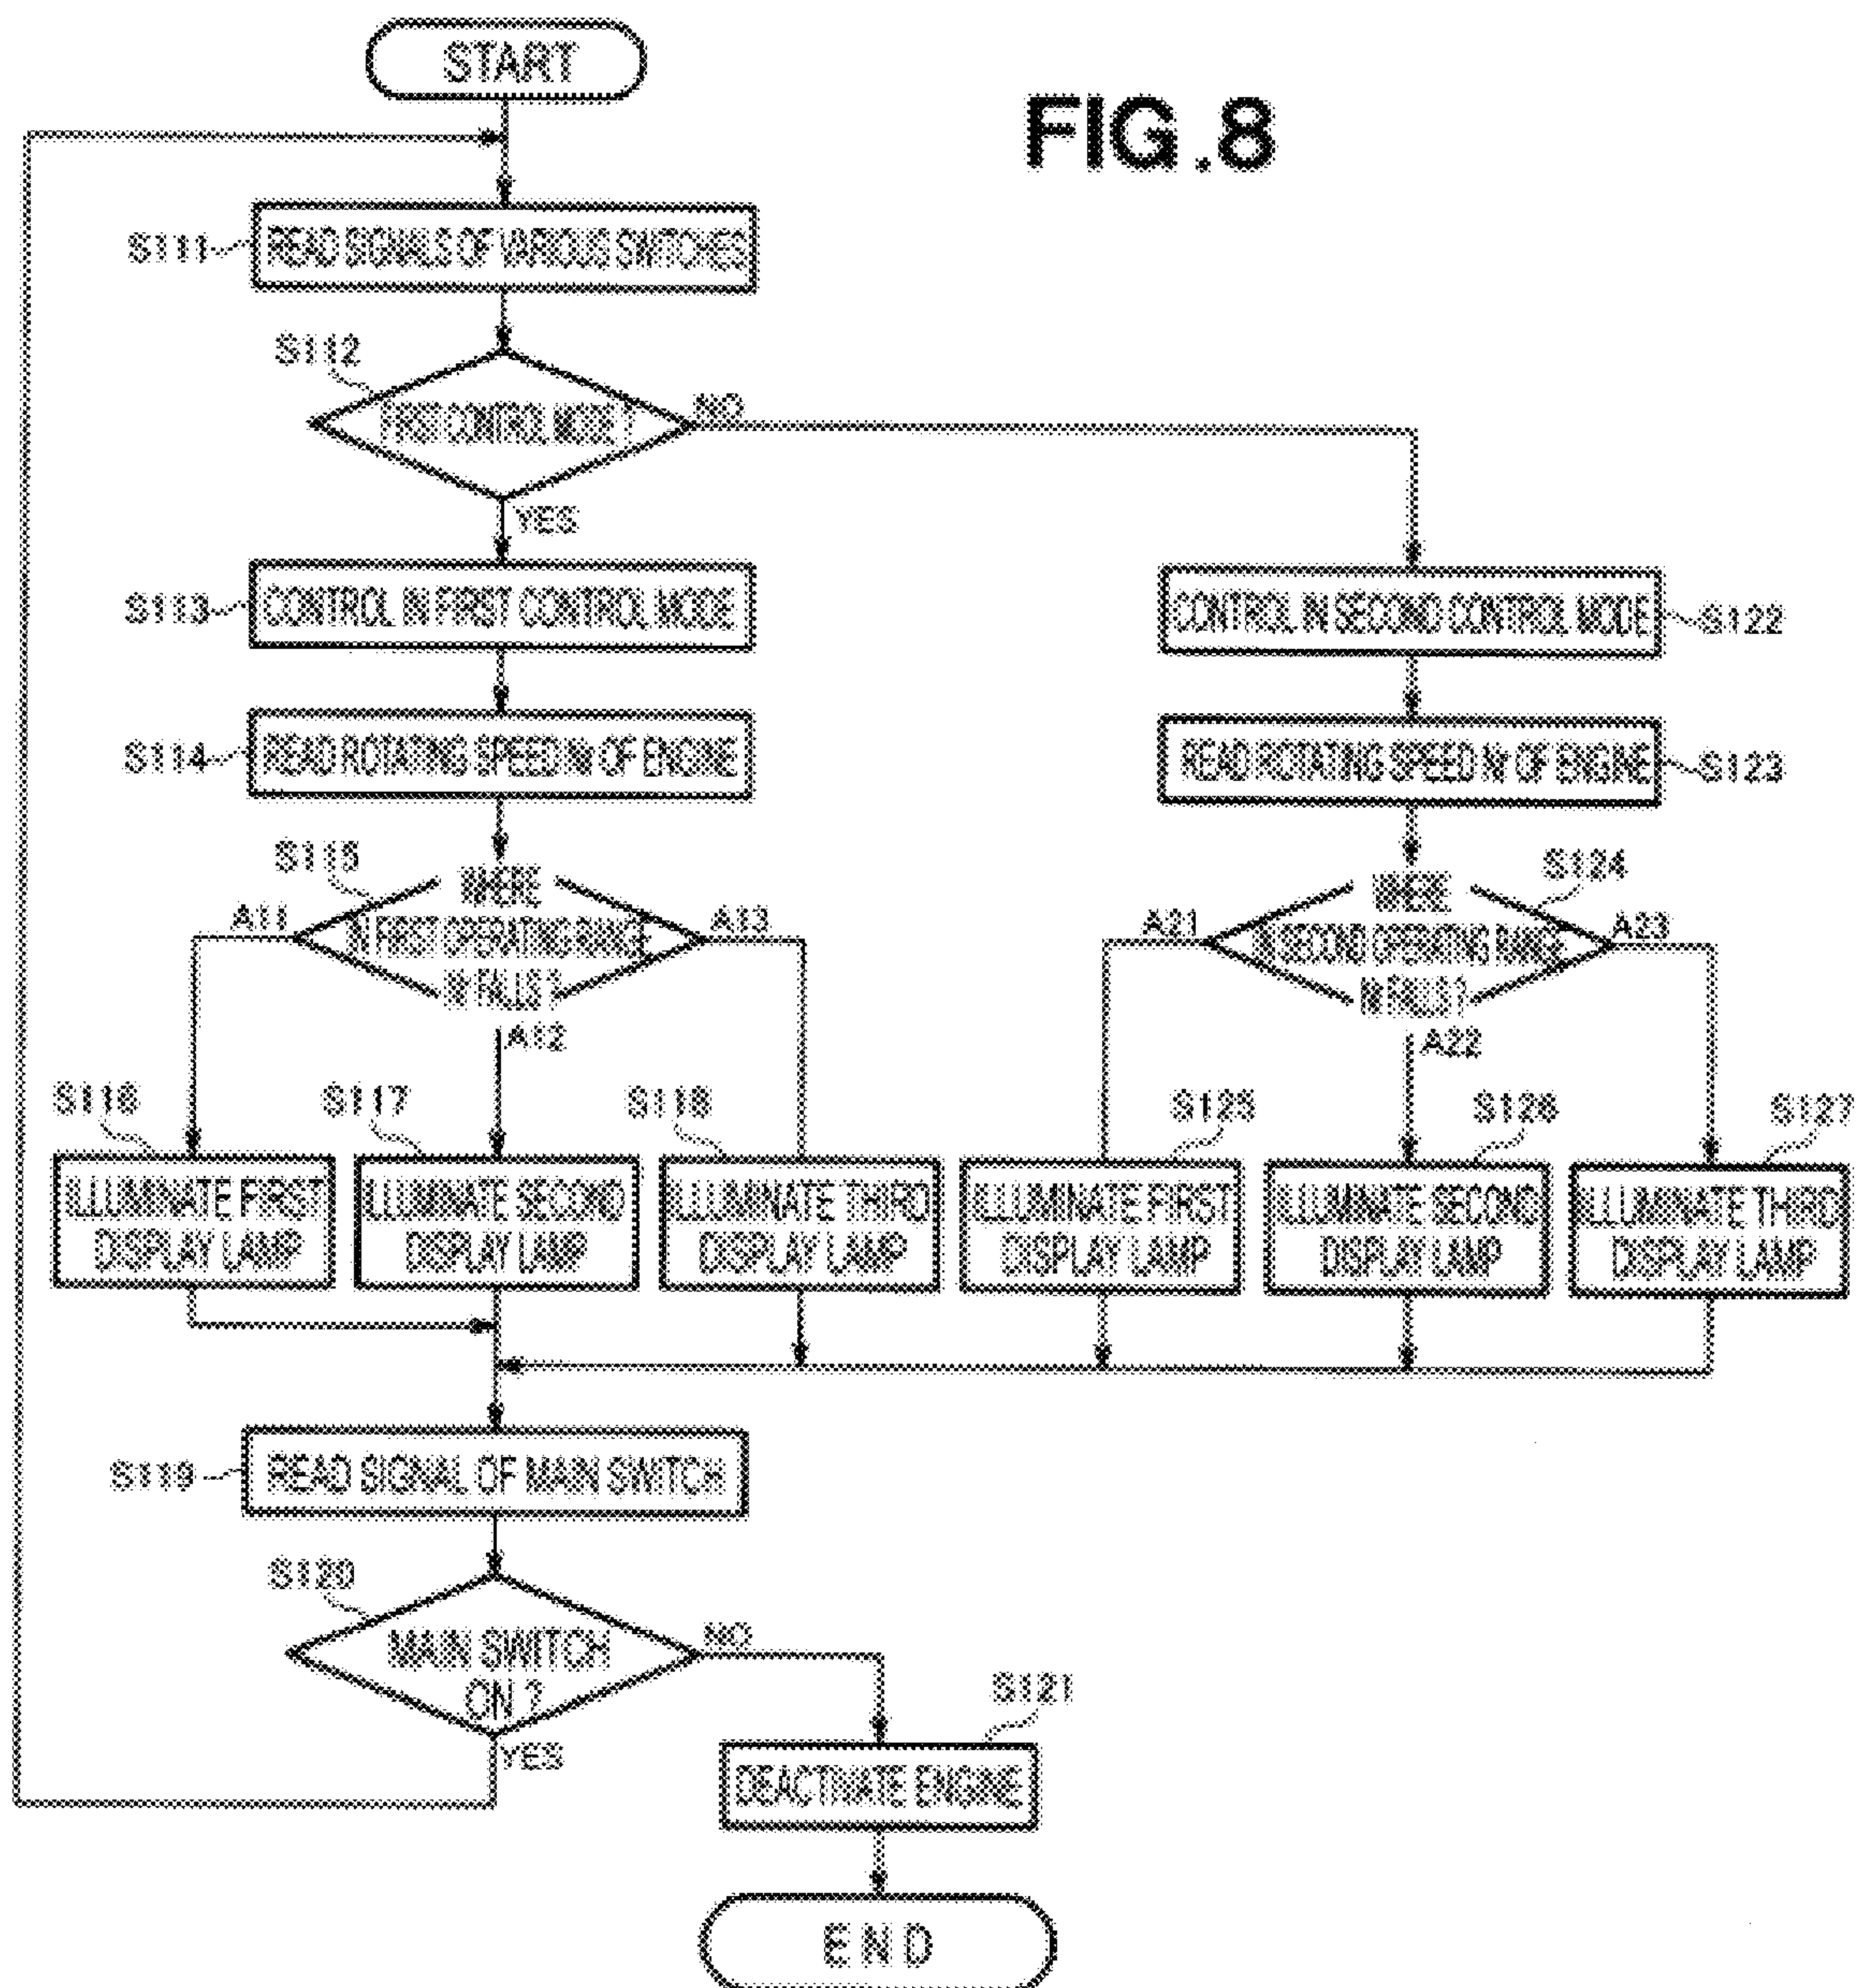 START
FIG.8
S111
READ SIGNALS OF VARIOUS SWITCHES
S112
FIRST CONTROL MODE ?
NO
YES
S113
CONTROL IN FIRST CONTROL MODE
CONTROL IN SECOND CONTROL MODE
S122
S114
READ ROTATING SPEED Nr OF ENGINE
READ ROTATING SPEED Nr OF ENGINE
S123
S115
WHERE
IN FIRST OPERATING RANGE
Nr FALLS ?
A11
A13
A12
S124
WHERE
IN SECOND OPERATING RANGE
Nr FALLS ?
A21
A23
A22
S116
S117
S118
S125
S126
S127
ILLUMINATE FIRST
DISPLAY LAMP
ILLUMINATE SECOND
DISPLAY LAMP
ILLUMINATE THIRD
DISPLAY LAMP
ILLUMINATE FIRST
DISPLAY LAMP
ILLUMINATE SECOND
DISPLAY LAMP
ILLUMINATE THIRD
DISPLAY LAMP
S119
READ SIGNAL OF MAIN SWITCH
S120
MAIN SWITCH
ON ?
NO
YES
S121
DEACTIVATE ENGINE
END